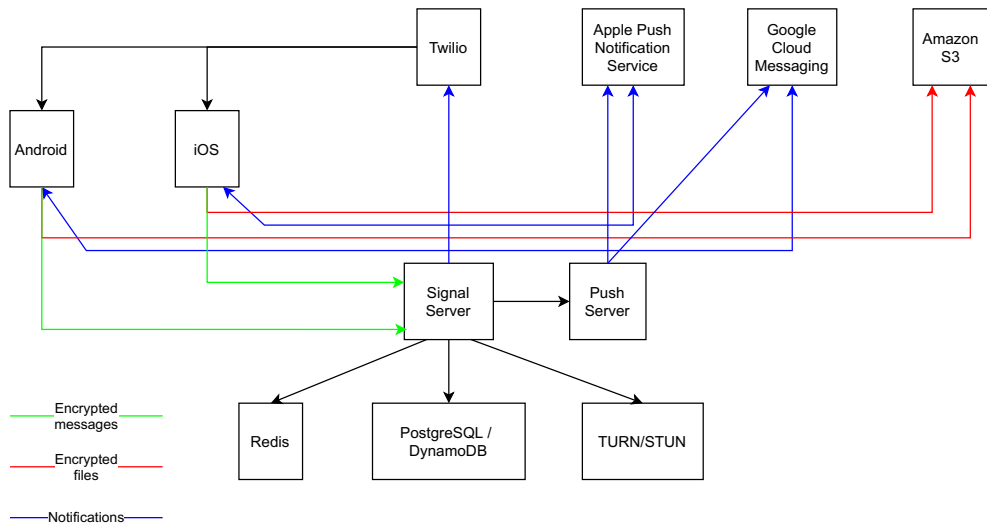 Twilio
Apple Push
Notification
Service
Google
Cloud
Messaging
Amazon
S3
Android
iOS
Signal
Server
Push
Server
Redis
PostgreSQL /
DynamoDB
TURN/STUN
Encrypted
messages
Encrypted
files
Notifications